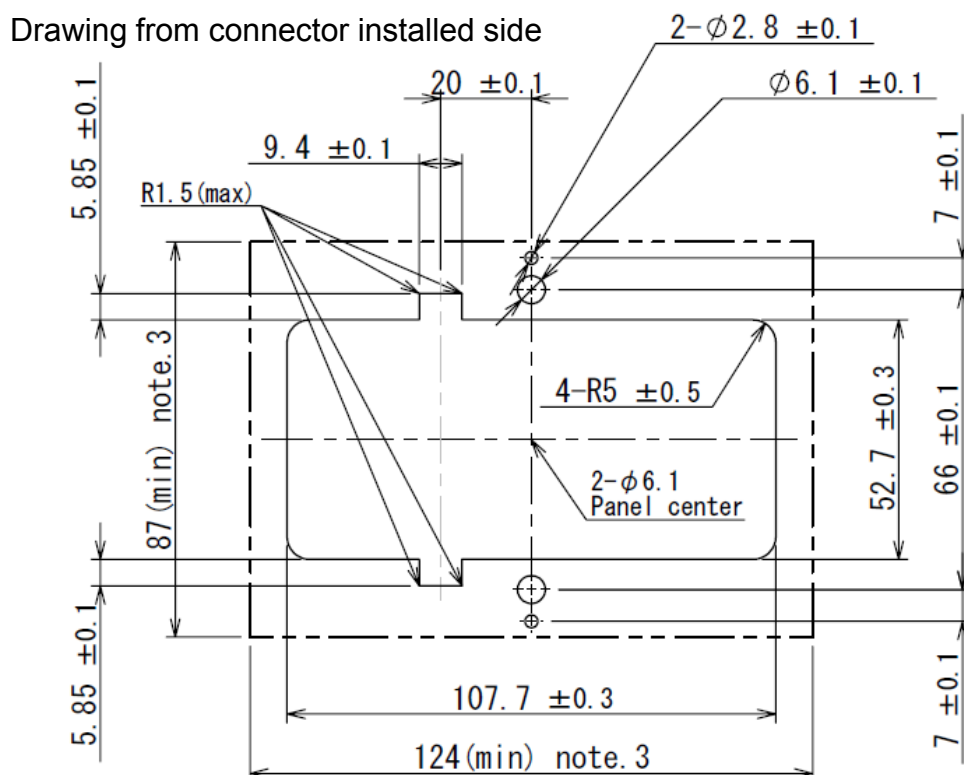 Drawing from connector installed side
2-φ2.8 ±0.1
20 ±0.1
φ6.1 ±0.1
5.85 ±0.1
9.4 ±0.1
7 ±0.1
R1.5(max)
87(min) note.3
4-R5 ±0.5
52.7 ±0.3
66 ±0.1
2-φ6.1
Panel center
5.85 ±0.1
107.7 ±0.3
7 ±0.1
124(min) note.3